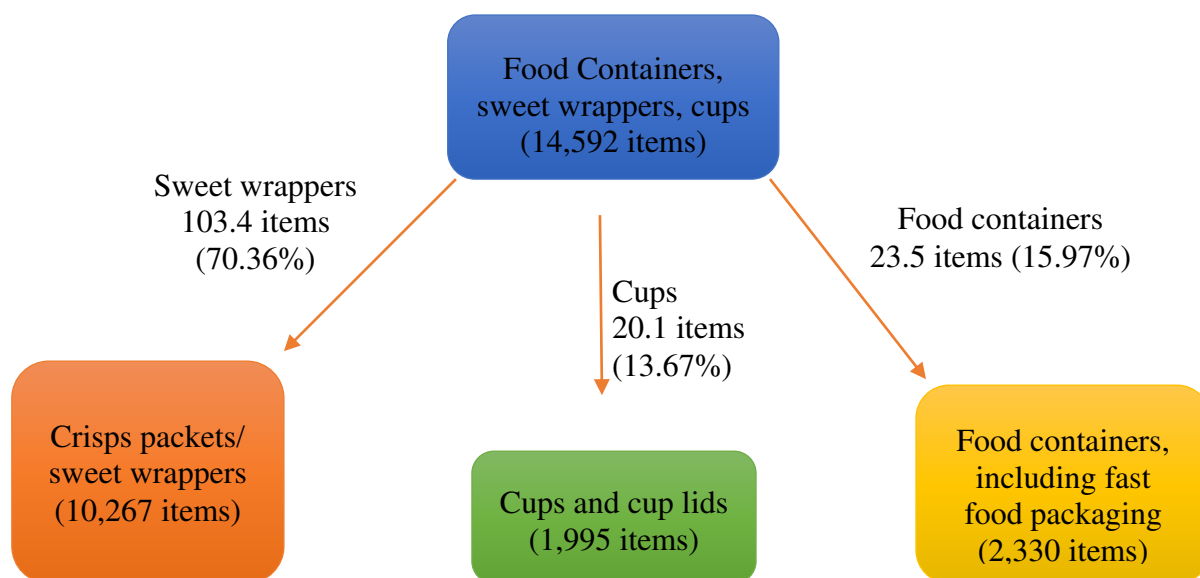 Food Containers,
sweet wrappers, cups
(14,592 items)
Sweet wrappers
103.4 items
(70.36%)
Cups
20.1 items
(13.67%)
Food containers
23.5 items (15.97%)
Crisps packets/
sweet wrappers
(10,267 items)
Cups and cup lids
(1,995 items)
Food containers,
including fast
food packaging
(2,330 items)